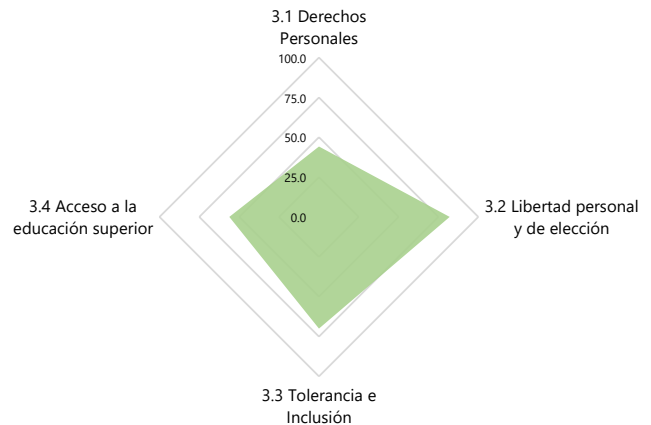 3.1 Derechos
Personales
100.0
75.0
50.0
25.0
0.0
3.4 Acceso a la
educación superior
3.2 Libertad personal
y de elección
3.3 Tolerancia e
Inclusión